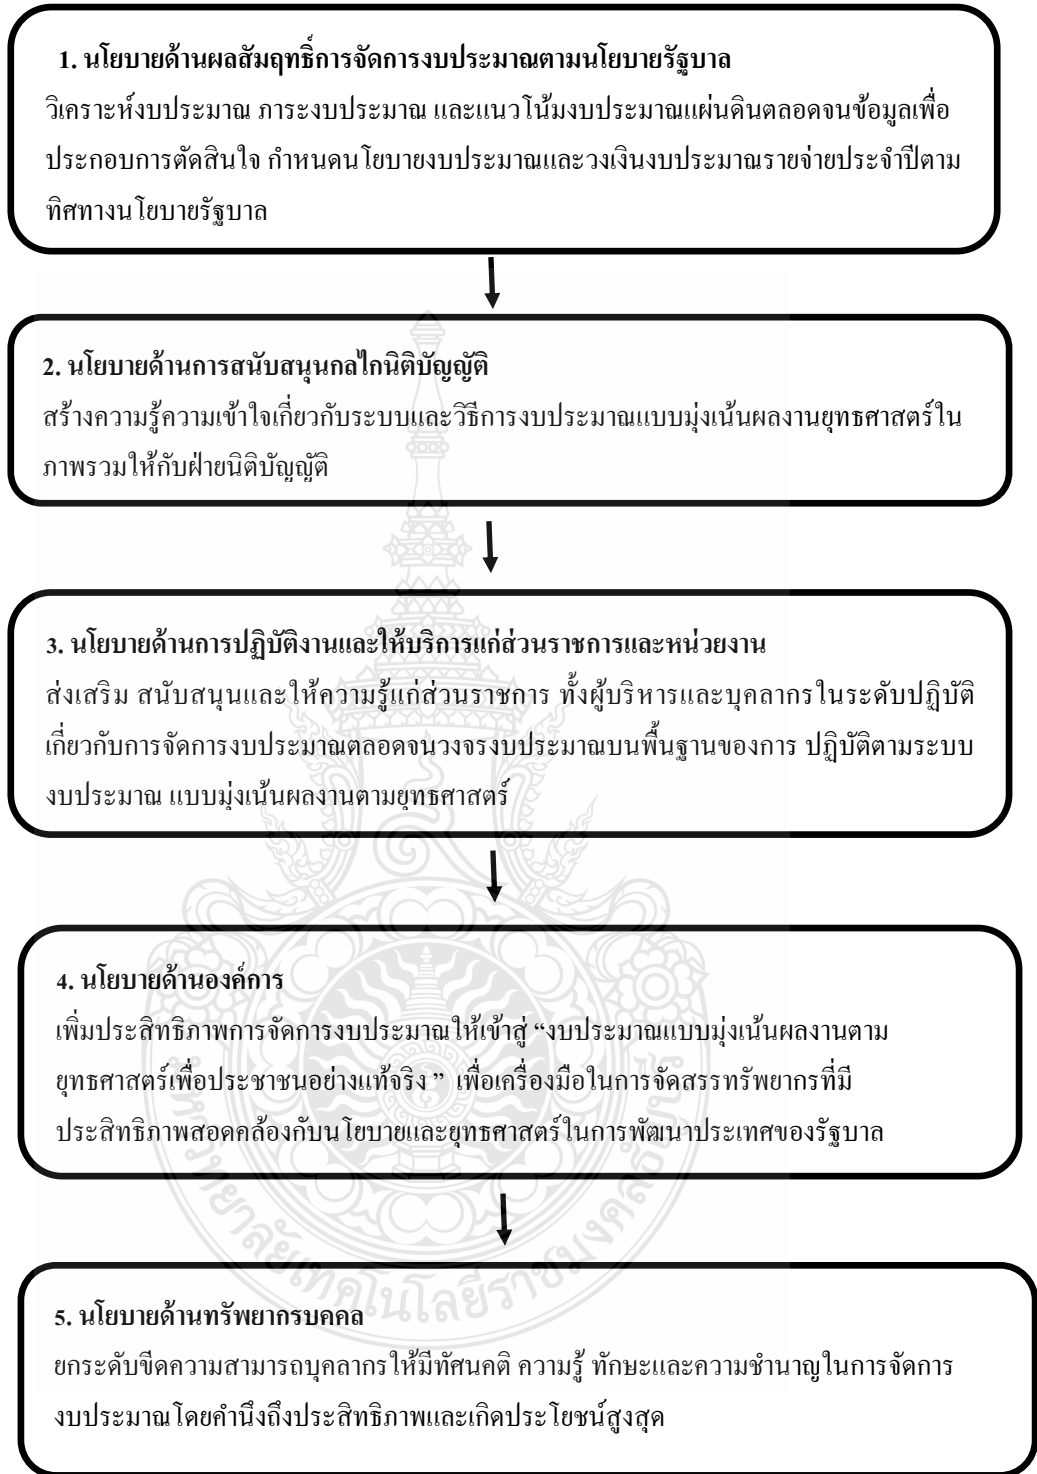 1. นโยบายด้านผลสัมฤทธิ์การจัดการงบประมาณตามนโยบายรัฐบาล
วิเคราะห์งบประมาณ ภาระงบประมาณ และแนวโน้มงบประมาณแผ่นดินตลอดจนข้อมูลเพื่อ
ประกอบการตัดสินใจ กำหนดนโยบายงบประมาณและวงเงินงบประมาณรายจ่ายประจำปีตาม
ทิศทางนโยบายรัฐบาล
2. นโยบายด้านการสนับสนุนกลไกนิติบัญญัติ
สร้างความรู้ความเข้าใจเกี่ยวกับระบบและวิธีการงบประมาณแบบมุ่งเน้นผลงานยุทธศาสตร์ใน
ภาพรวมให้กับฝ่ายนิติบัญญัติ
3. นโยบายด้านการปฏิบัติงานและให้บริการแก่ส่วนราชการและหน่วยงาน
ส่งเสริม สนับสนุนและให้ความรู้แก่ส่วนราชการ ทั้งผู้บริหารและบุคลากรในระดับปฏิบัติ
เกี่ยวกับการจัดการงบประมาณตลอดจนวงจรงบประมาณบนพื้นฐานของการ ปฏิบัติตามระบบ
งบประมาณ แบบมุ่งเน้นผลงานตามยุทธศาสตร์
4. นโยบายด้านองค์การ
เพิ่มประสิทธิภาพการจัดการงบประมาณให้เข้าสู่ “งบประมาณแบบมุ่งเน้นผลงานตาม
ยุทธศาสตร์เพื่อประชาชนอย่างแท้จริง ” เพื่อเครื่องมือในการจัดสรรทรัพยากรที่มี
ประสิทธิภาพสอดคล้องกับนโยบายและยุทธศาสตร์ในการพัฒนาประเทศของรัฐบาล
มหาวิทยาลัยเทคโนโลยีราชมงคลธัญบุรี
5. นโยบายด้านทรัพยากรบคคล
ยกระดับขีดความสามารถบุคลากรให้มีทัศนคติ ความรู้ ทักษะและความชำนาญในการจัดการ
งบประมาณโดยคำนึงถึงประสิทธิภาพและเกิดประโยชน์สูงสุด